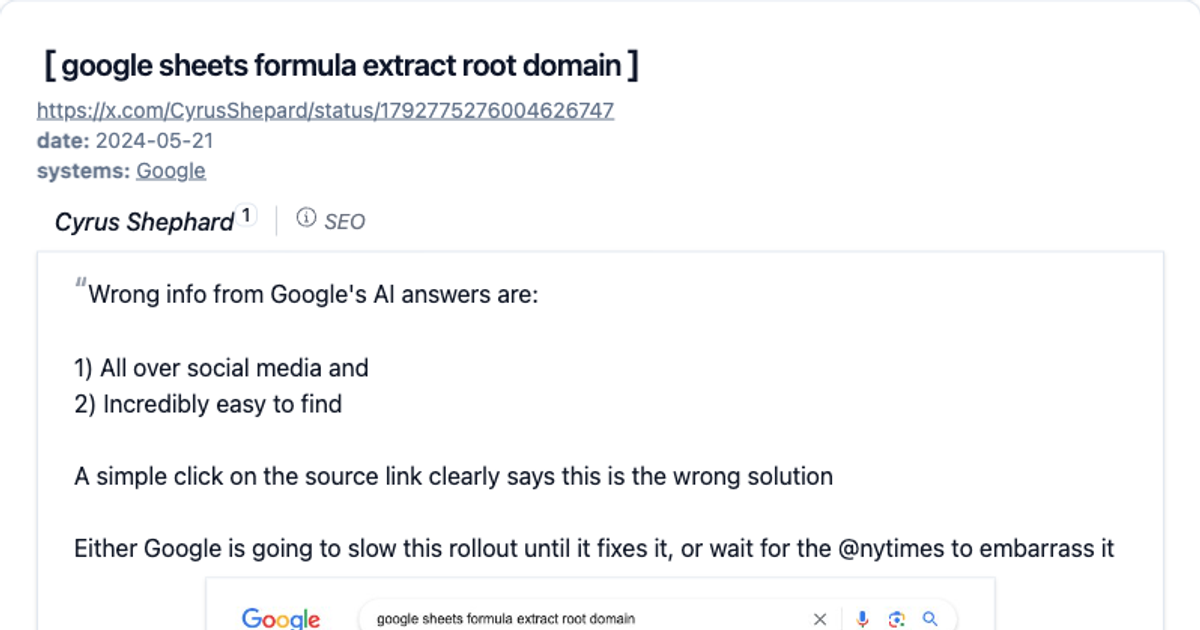 [ google sheets formula extract root domain ]
https://x.com/CyrusShepard/status/1792775276004626747
date: 2024-05-21
systems: Google
Cyrus Shephard 1 SEO
“Wrong info from Google's AI answers are:
1) All over social media and
2) Incredibly easy to find
A simple click on the source link clearly says this is the wrong solution
Either Google is going to slow this rollout until it fixes it, or wait for the @nytimes to embarrass it
Google google sheets formula extract root domain